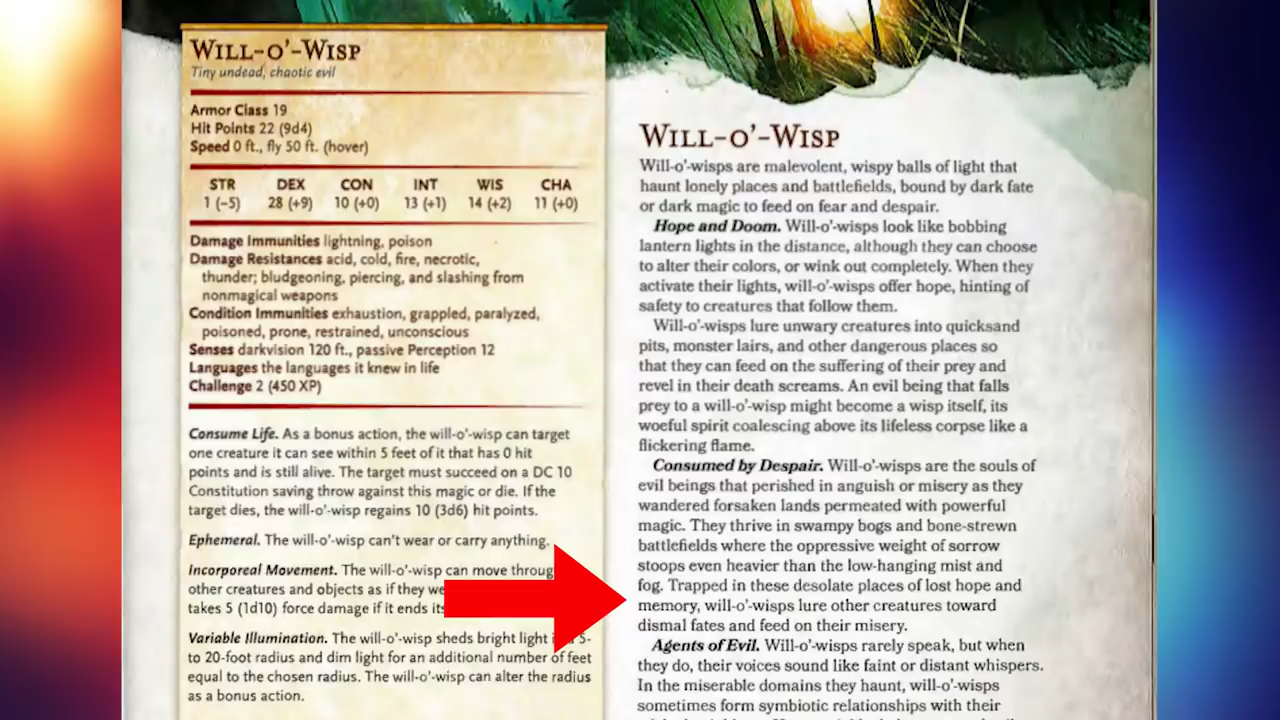 WILL-O'-WISP
Tiny undead, chaotic evil
Armor Class 19
Hit Points 22 (9d4)
Speed 0 ft., fly 50 ft. (hover)
STR DEX CON INT WIS CHA
1 (–5) 28 (+9) 10 (+0) 13 (+1) 14 (+2) 11 (+0)
Damage Immunities lightning, poison
Damage Resistances acid, cold, fire, necrotic,
thunder; bludgeoning, piercing, and slashing from
nonmagical weapons
Condition Immunities exhaustion, grappled, paralyzed,
poisoned, prone, restrained, unconscious
Senses darkvision 120 ft., passive Perception 12
Languages the languages it knew in life
Challenge 2 (450 XP)
Consume Life. As a bonus action, the will-o'-wisp can target
one creature it can see within 5 feet of it that has 0 hit
points and is still alive. The target must succeed on a DC 10
Constitution saving throw against this magic or die. If the
target dies, the will-o'-wisp regains 10 (3d6) hit points.
Ephemeral. The will-o'-wisp can't wear or carry anything.
Incorporeal Movement. The will-o'-wisp can move
other creatures and objects as if they
takes 5 (1d10) force damage if it ends
Variable Illumination. The will-o'-wisp sheds bright light 5-
to 20-foot radius and dim light for an additional number of feet
equal to the chosen radius. The will-o'-wisp can alter the radius
as a bonus action.
WILL-O'-WISP
Will-o'-wisps are malevolent, wispy balls of light that
haunt lonely places and battlefields, bound by dark fate
or dark magic to feed on fear and despair.
Hope and Doom. Will-o'-wisps look like bobbing
lantern lights in the distance, although they can choose
to alter their colors, or wink out completely. When they
activate their lights, will-o'-wisps offer hope, hinting of
safety to creatures that follow them.
Will-o'-wisps lure unwary creatures into quicksand
pits, monster lairs, and other dangerous places so
that they can feed on the suffering of their prey and
revel in their death screams. An evil being that falls
prey to a will-o'-wisp might become a wisp itself, its
woeful spirit coalescing above its lifeless corpse like a
flickering flame.
Consumed by Despair. Will-o'-wisps are the souls of
evil beings that perished in anguish or misery as they
wandered forsaken lands permeated with powerful
magic. They thrive in swampy bogs and bone-strewn
battlefields where the oppressive weight of sorrow
stoops even heavier than the low-hanging mist and
fog. Trapped in these desolate places of lost hope and
memory, will-o'-wisps lure other creatures toward
dismal fates and feed on their misery.
Agents of Evil. Will-o'-wisps rarely speak, but when
they do, their voices sound like faint or distant whispers.
In the miserable domains they haunt, will-o'-wisps
sometimes form symbiotic relationships with their